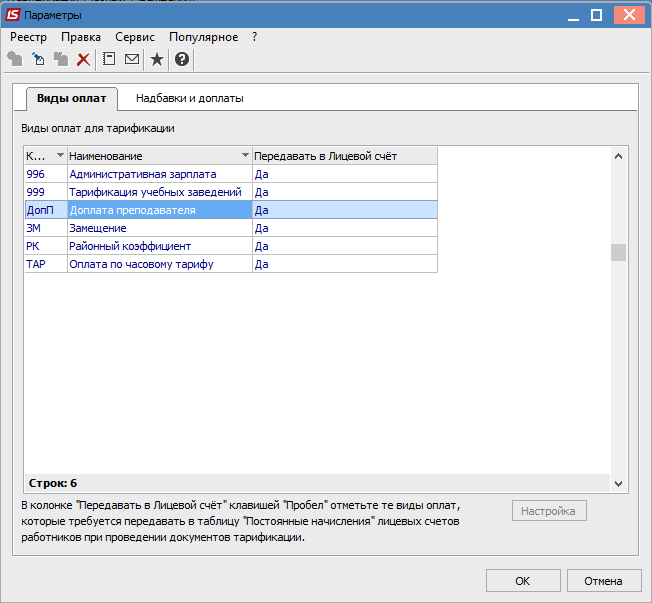 Параметры
Реестр Правка Сервис Популярное ?
Виды оплат Надбавки и доплаты
Виды оплат для тарификации
К... Наименование Передавать в Лицевой счёт
996 Административная зарплата Да
999 Тарификация учебных заведений Да
ДопП Доплата преподавателя Да
ЗМ Замещение Да
РК Районный коэффициент Да
ТАР Оплата по часовому тарифу Да
Строк: 6
В колонке "Передавать в Лицевой счёт" клавишей "Пробел" отметьте те виды оплат,
которые требуется передавать в таблицу "Постоянные начисления" лицевых счетов
работников при проведении документов тарификации.
Настройка
ОК Отмена